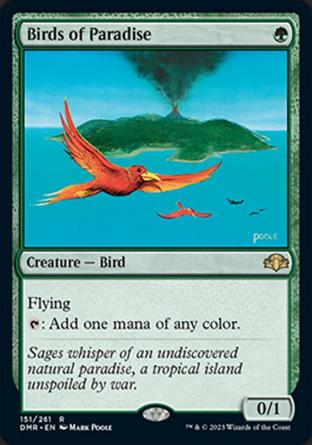 Birds of Paradise
POOLE
Creature — Bird
Flying
: Add one mana of any color.
Sages whisper of an undiscovered
natural paradise, a tropical island
unspoiled by war.
0/1
151/261 R
DMR • EN Mark Poole
™ & © 2023 Wizards of the Coast